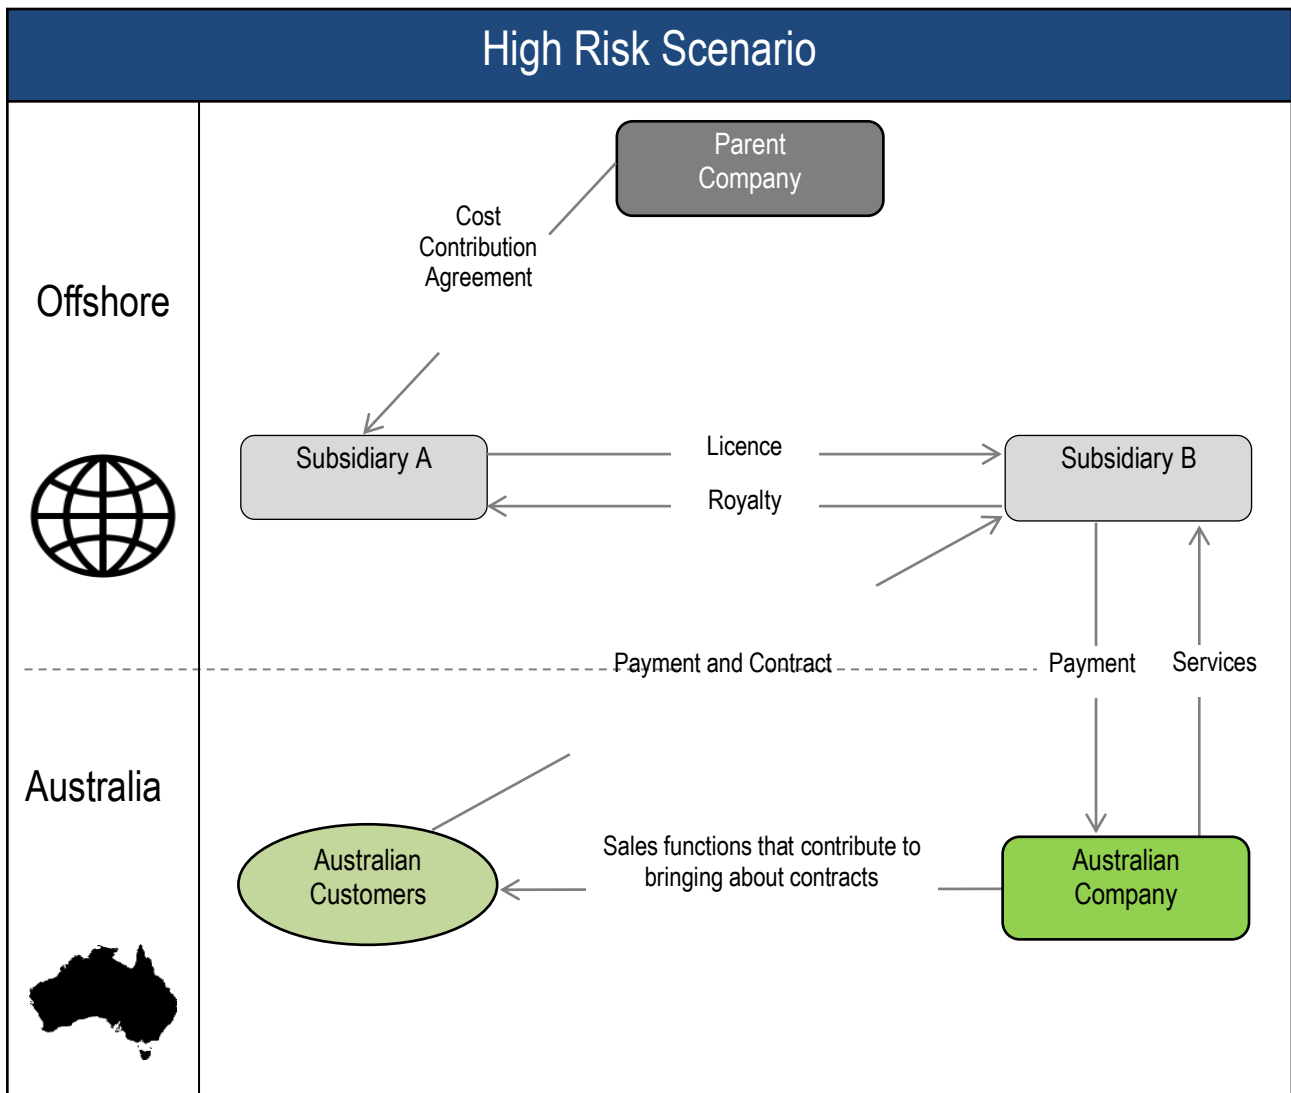 High Risk Scenario
Parent
Company
Cost
Contribution
Agreement
Offshore
Subsidiary A
Licence
Royalty
Subsidiary B
Payment and Contract
Payment
Services
Australia
Australian
Customers
Sales functions that contribute to
bringing about contracts
Australian
Company